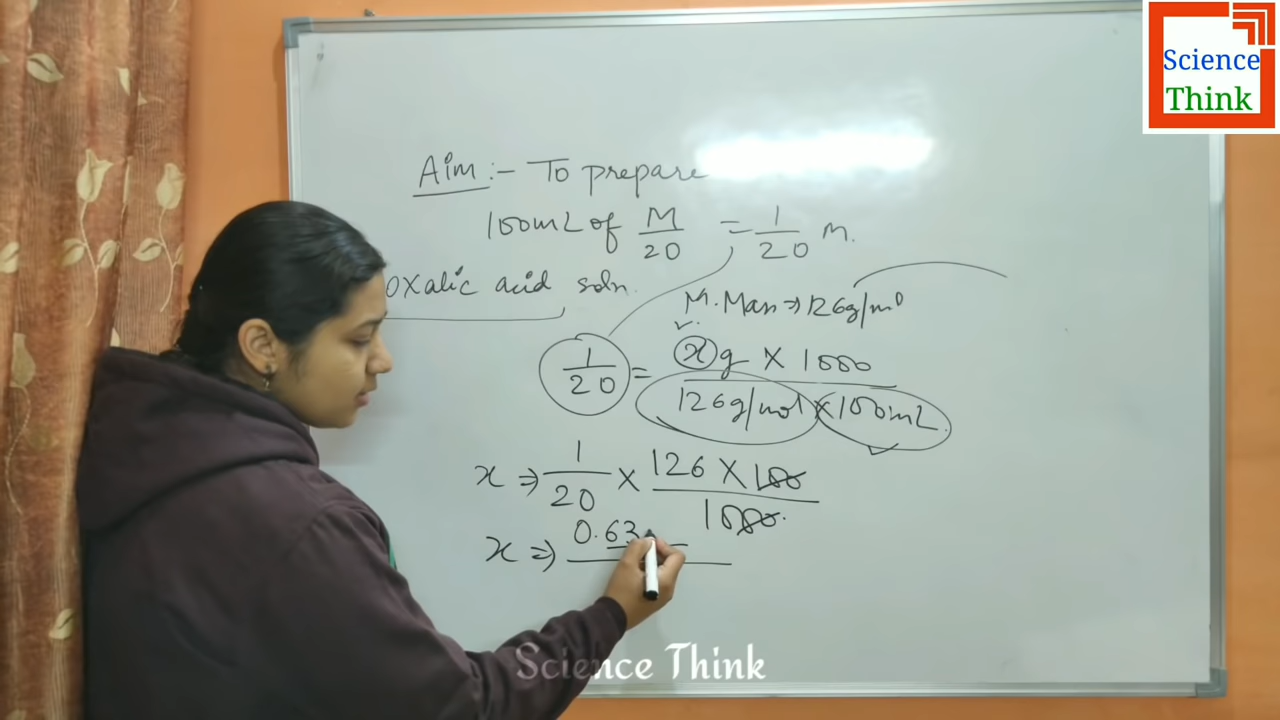 Science
Think
Aim:- To prepare
100mL of M/20 = 1/20 M.
oxalic acid soln.
M. Mass ⇒ 126g/mol
1/20 = x g × 1000 / 126g/mol × 100mL.
x ⇒ 1/20 × 126 × 100 / 1000.
x ⇒ 0.63
Science Think